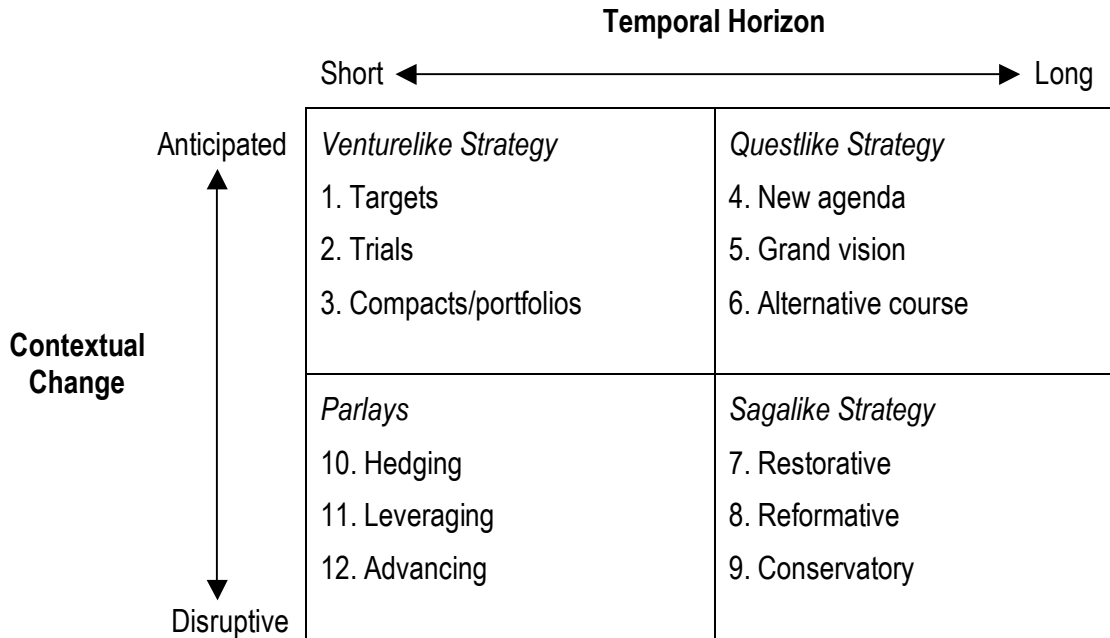 Temporal Horizon
Short Long
Anticipated
Venturelike Strategy
1. Targets
2. Trials
3. Compacts/portfolios
Questlike Strategy
4. New agenda
5. Grand vision
6. Alternative course
Contextual
Change
Parlays
10. Hedging
11. Leveraging
12. Advancing
Sagalike Strategy
7. Restorative
8. Reformative
9. Conservatory
Disruptive